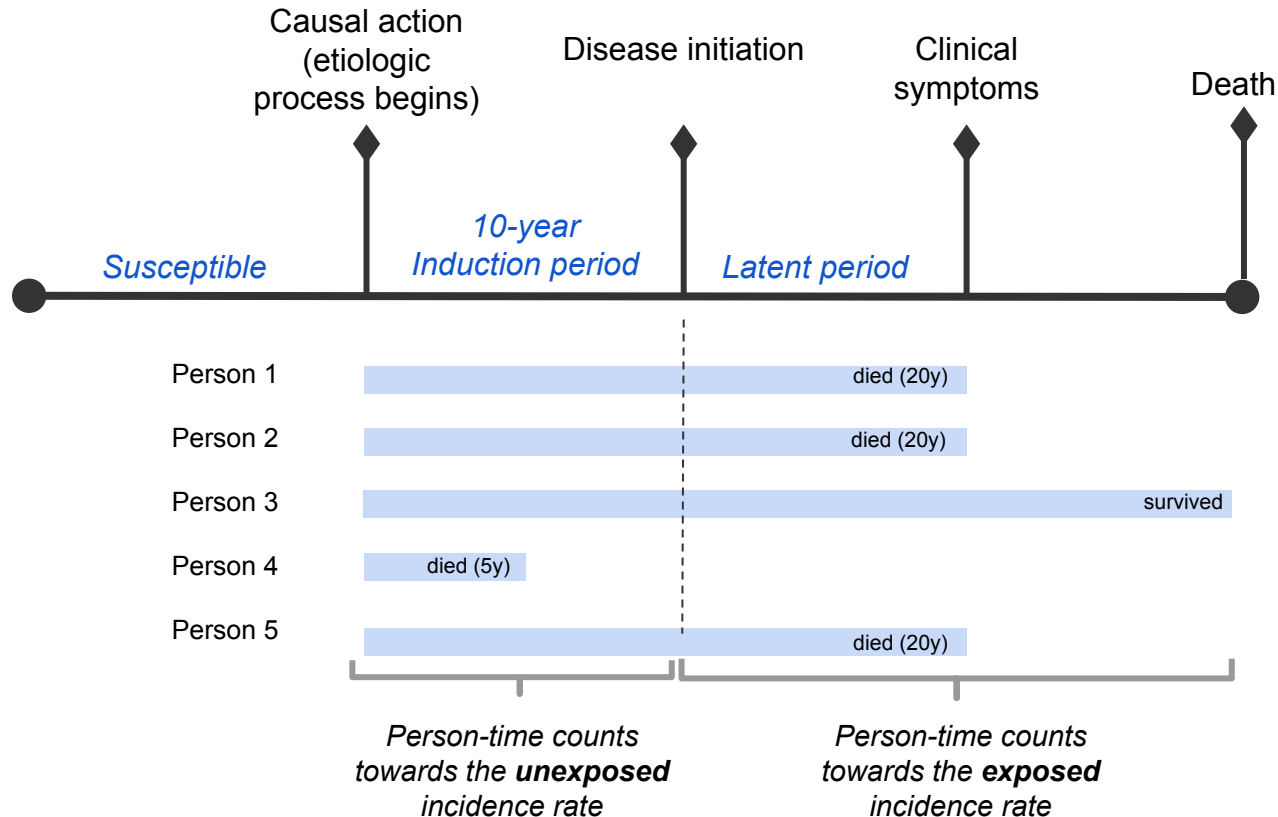 Causal action
(etiologic
process begins)
Disease initiation
Clinical
symptoms
Death
Susceptible
10-year
Induction period
Latent period
Person 1
died (20y)
Person 2
died (20y)
Person 3
survived
Person 4
died (5y)
Person 5
died (20y)
Person-time counts
towards the unexposed
incidence rate
Person-time counts
towards the exposed
incidence rate